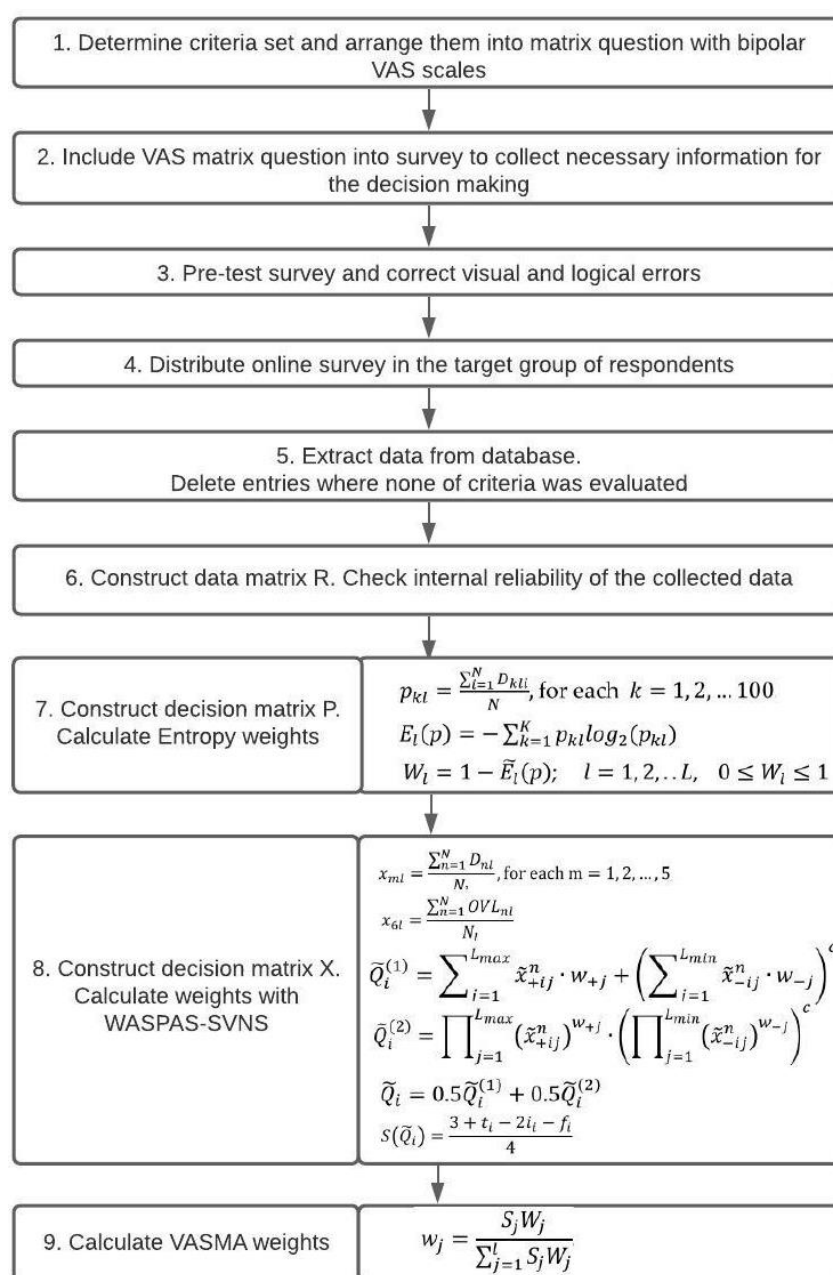 1. Determine criteria set and arrange them into matrix question with bipolar
VAS scales
2. Include VAS matrix question into survey to collect necessary information for
the decision making
3. Pre-test survey and correct visual and logical errors
4. Distribute online survey in the target group of respondents
5. Extract data from database.
Delete entries where none of criteria was evaluated
6. Construct data matrix R. Check internal reliability of the collected data
7. Construct decision matrix P.
Calculate Entropy weights
p_{kl} = \frac{\sum_{i=1}^{N} D_{kli}}{N}, for each k = 1, 2, ... 100
E_l(p) = -\sum_{k=1}^{K} p_{kl} log_2(p_{kl})
W_l = 1 - \tilde{E}_l(p); l = 1, 2, .. L, 0 ≤ W_l ≤ 1
8. Construct decision matrix X.
Calculate weights with
WASPAS-SVNS
x_{ml} = \frac{\sum_{n=1}^{N} D_{nl}}{N_,}, for each m = 1, 2, ..., 5
x_{6l} = \frac{\sum_{n=1}^{N} OVL_{nl}}{N_l}
\tilde{Q}_i^{(1)} = \sum_{i=1}^{L_{max}} \tilde{x}_{+ij}^n · w_{+j} + \left(\sum_{i=1}^{L_{min}} \tilde{x}_{-ij}^n · w_{-j}\right)^c
\tilde{Q}_i^{(2)} = \prod_{j=1}^{L_{max}} (\tilde{x}_{+ij}^n)^{w_{+j}} · \left(\prod_{j=1}^{L_{min}} (\tilde{x}_{-ij}^n)^{w_{-j}}\right)^c
\tilde{Q}_i = 0.5\tilde{Q}_i^{(1)} + 0.5\tilde{Q}_i^{(2)}
S(\tilde{Q}_i) = \frac{3 + t_i - 2i_i - f_i}{4}
9. Calculate VASMA weights
w_j = \frac{S_j W_j}{\sum_{j=1}^{l} S_j W_j}